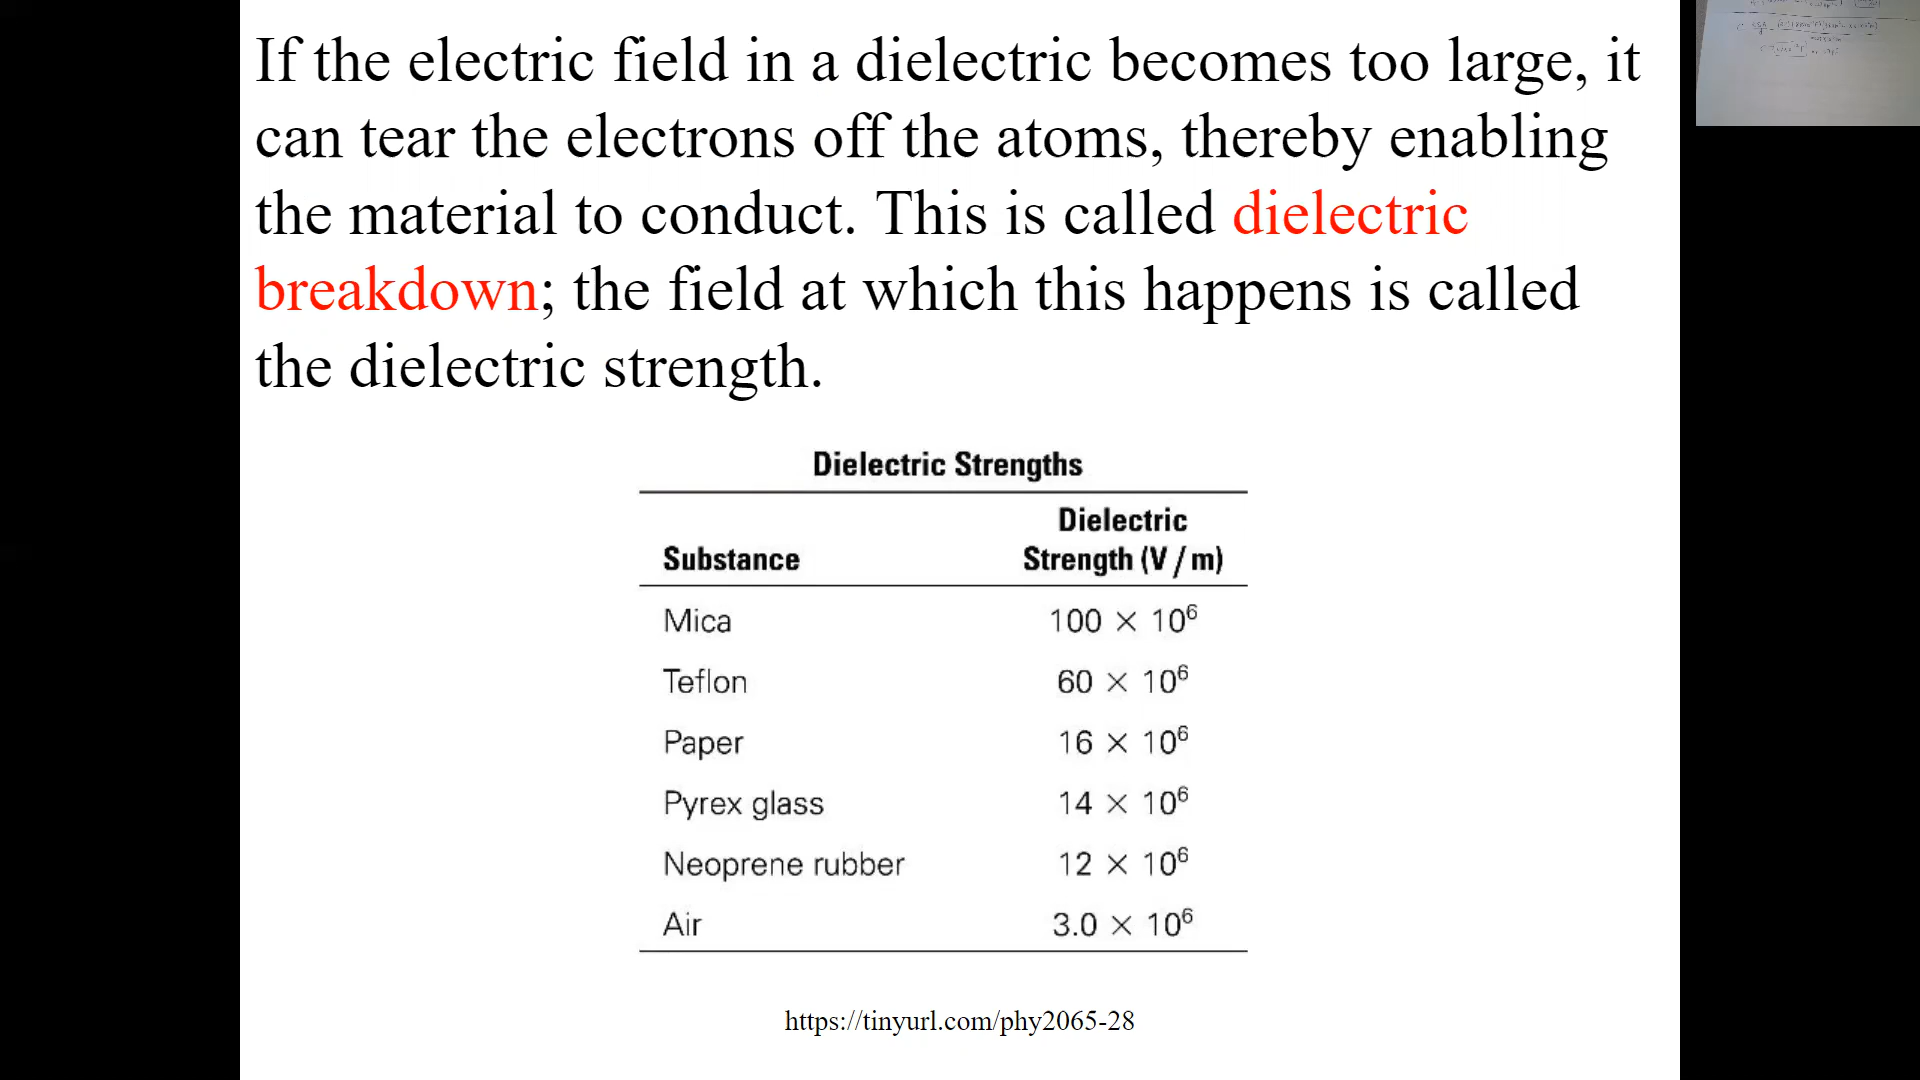 If the electric field in a dielectric becomes too large, it
can tear the electrons off the atoms, thereby enabling
the material to conduct. This is called dielectric
breakdown; the field at which this happens is called
the dielectric strength.
Dielectric Strengths
Substance Dielectric Strength (V / m)
Mica 100 × 10⁶
Teflon 60 × 10⁶
Paper 16 × 10⁶
Pyrex glass 14 × 10⁶
Neoprene rubber 12 × 10⁶
Air 3.0 × 10⁶
https://tinyurl.com/phy2065-28